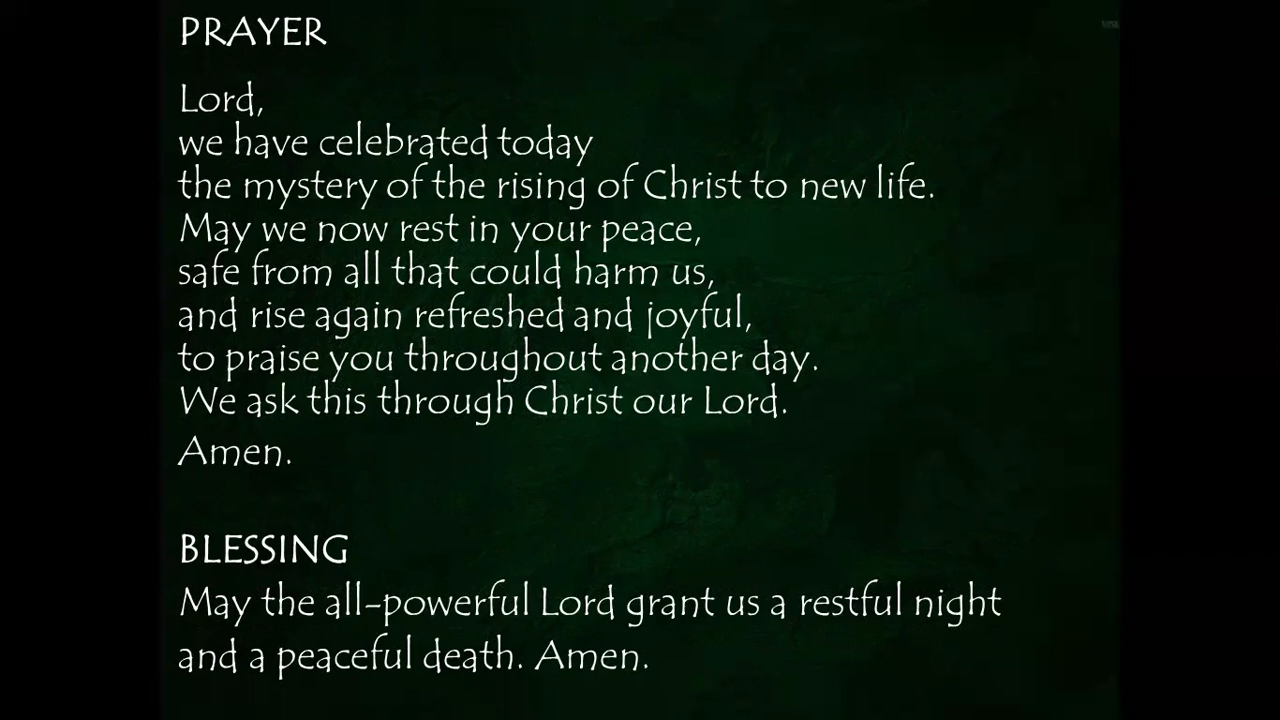 PRAYER
Lord,
we have celebrated today
the mystery of the rising of Christ to new life.
May we now rest in your peace,
safe from all that could harm us,
and rise again refreshed and joyful,
to praise you throughout another day.
We ask this through Christ our Lord.
Amen.
BLESSING
May the all-powerful Lord grant us a restful night
and a peaceful death. Amen.